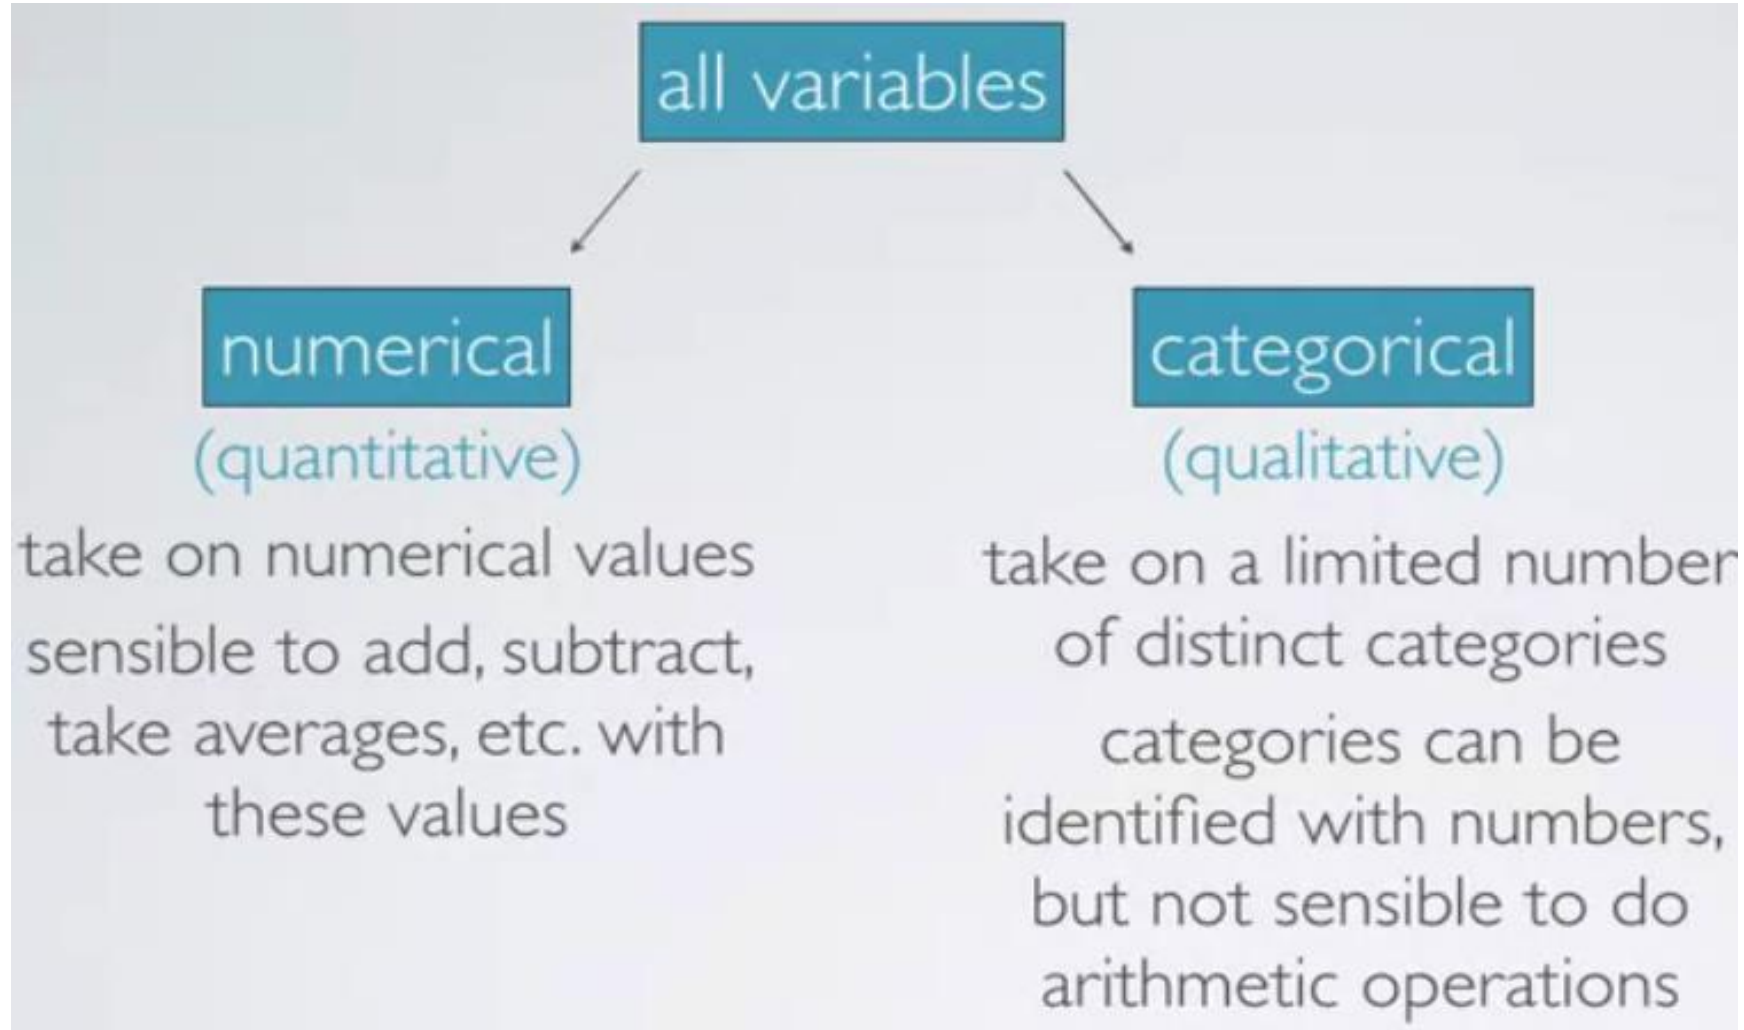 all variables
numerical
(quantitative)
take on numerical values
sensible to add, subtract,
take averages, etc. with
these values
categorical
(qualitative)
take on a limited number
of distinct categories
categories can be
identified with numbers,
but not sensible to do
arithmetic operations